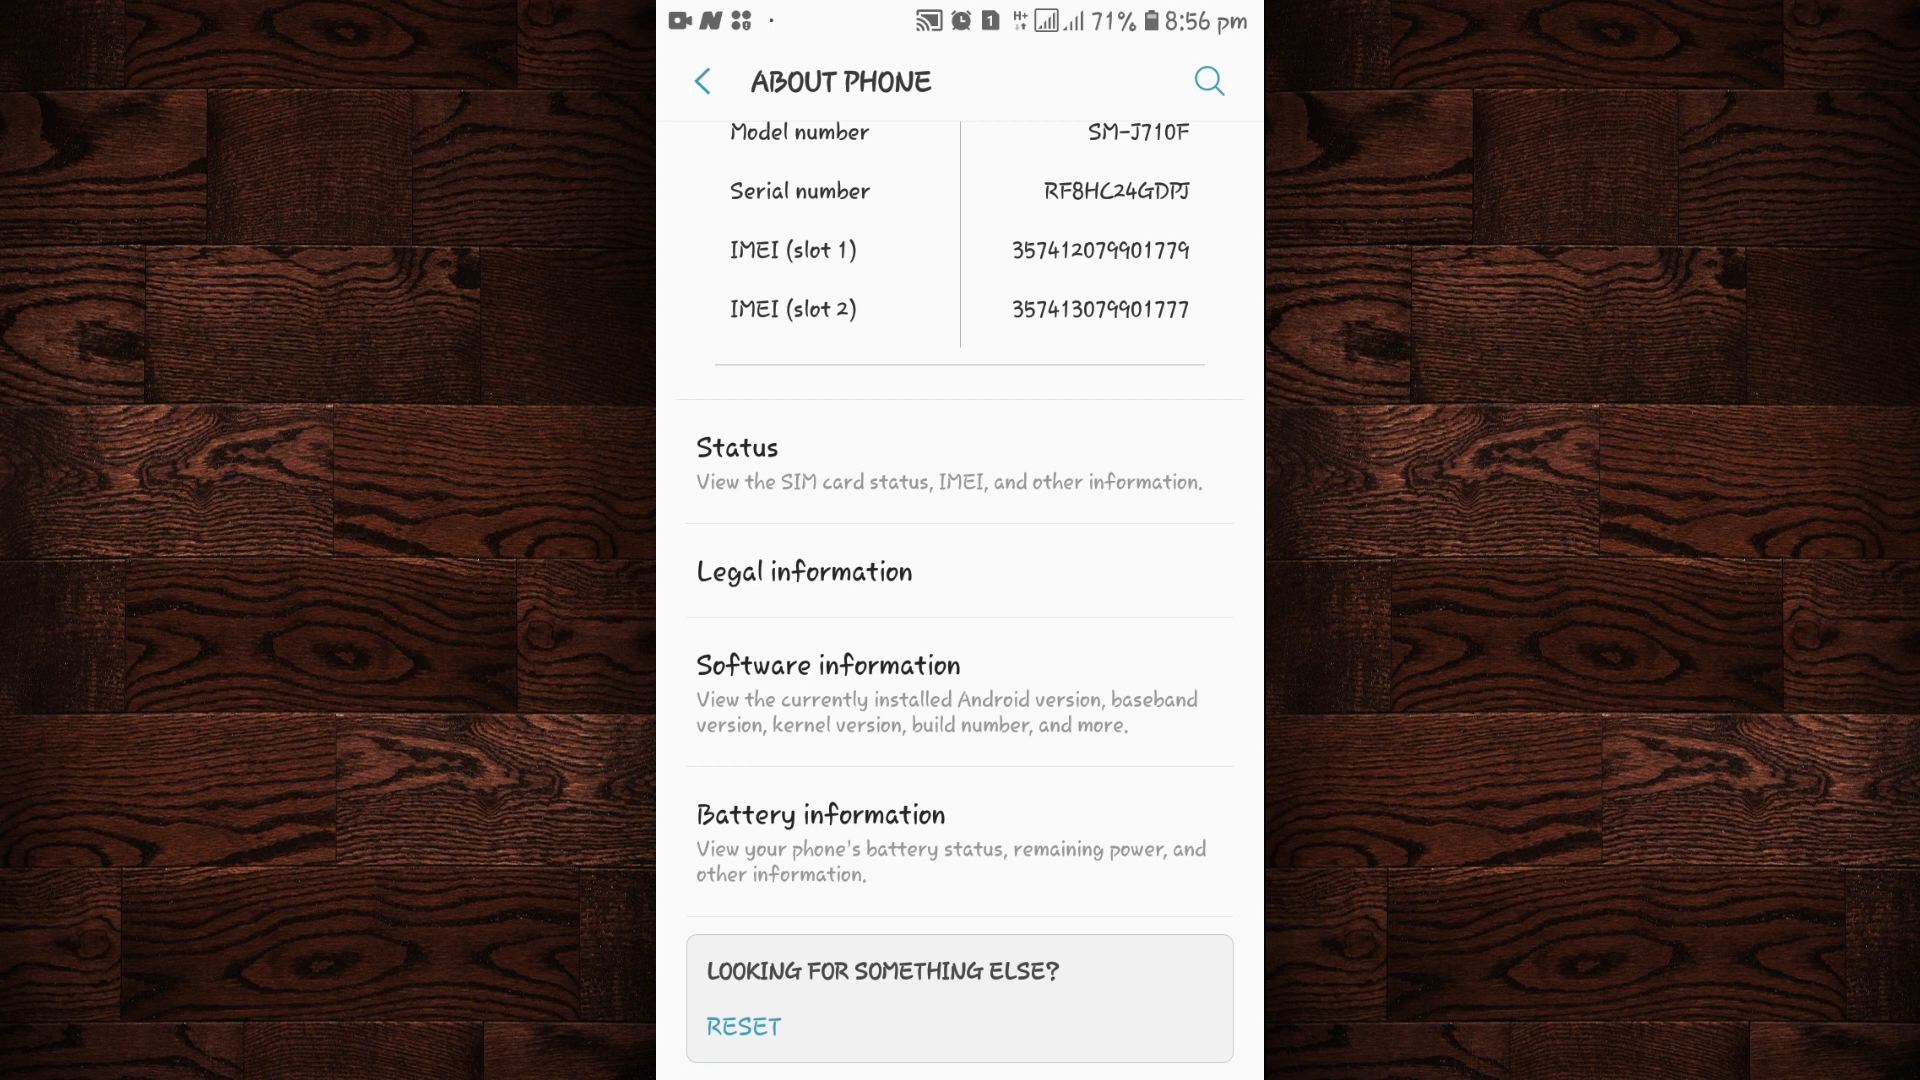 71% 8:56 pm
ABOUT PHONE
Model number SM-J710F
Serial number RF8HC24GDPJ
IMEI (slot 1) 357412079901779
IMEI (slot 2) 357413079901777
Status
View the SIM card status, IMEI, and other information.
Legal information
Software information
View the currently installed Android version, baseband
version, kernel version, build number, and more.
Battery information
View your phone's battery status, remaining power, and
other information.
LOOKING FOR SOMETHING ELSE?
RESET